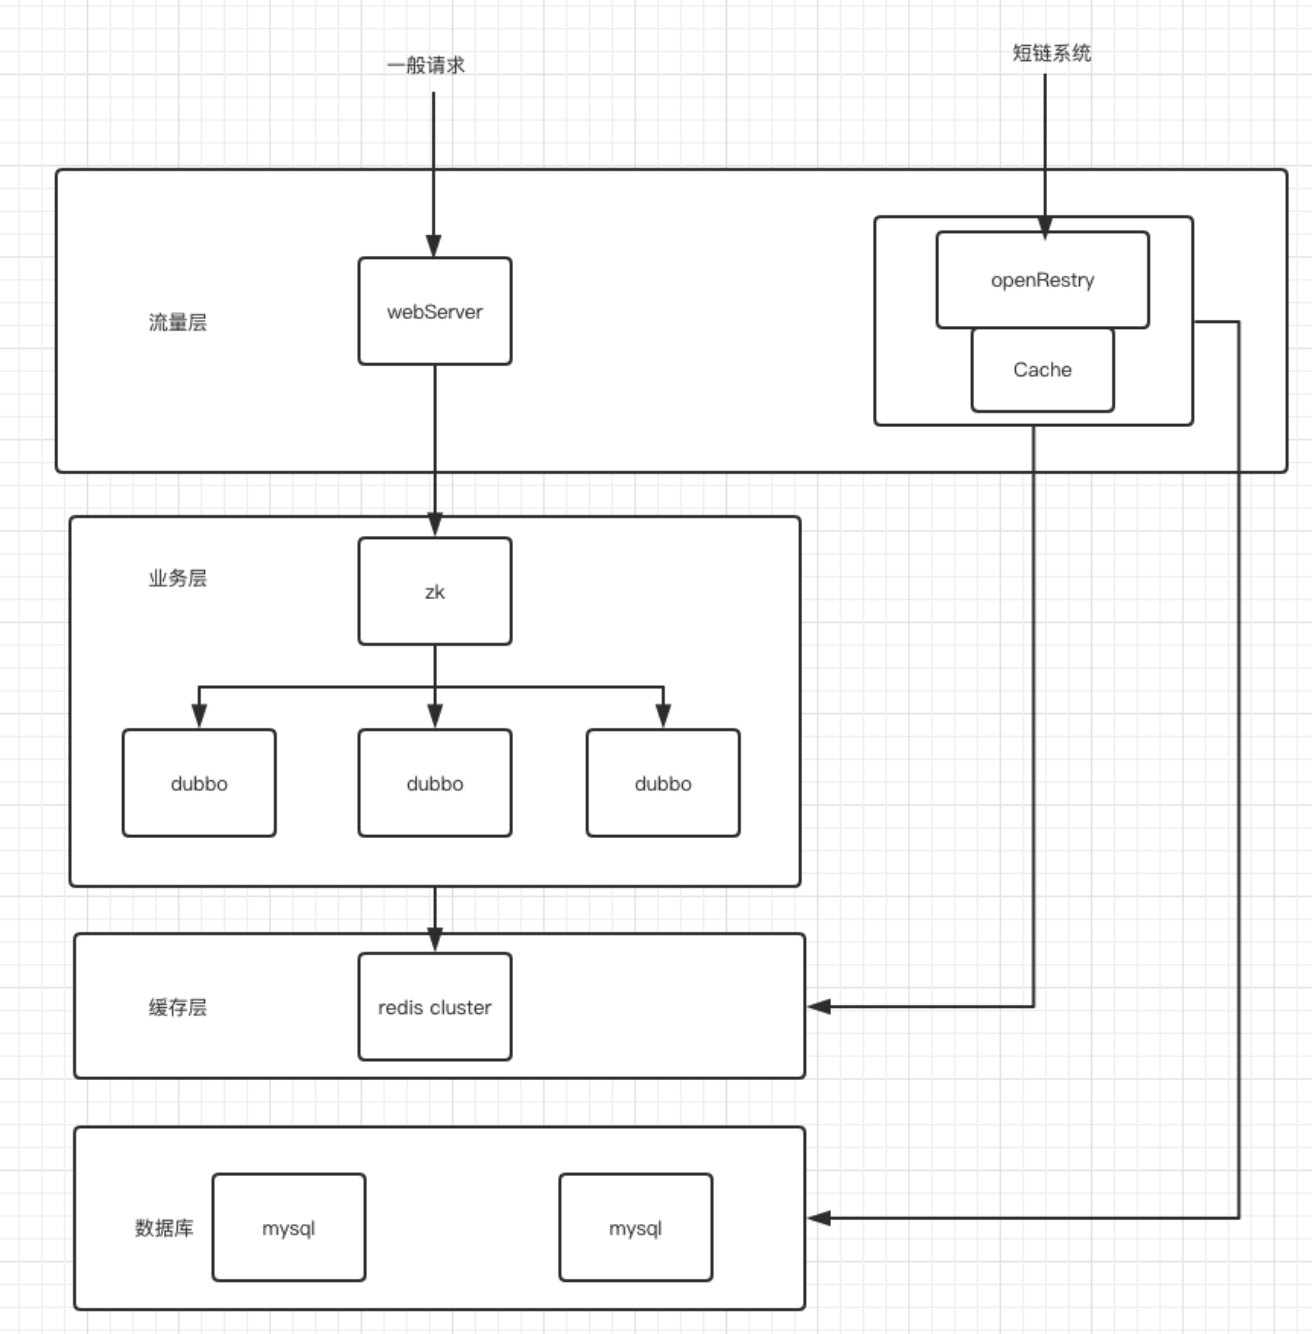 一般请求
短链系统
流量层
webServer
openRestry
Cache
业务层
zk
dubbo
dubbo
dubbo
缓存层
redis cluster
数据库
mysql
mysql